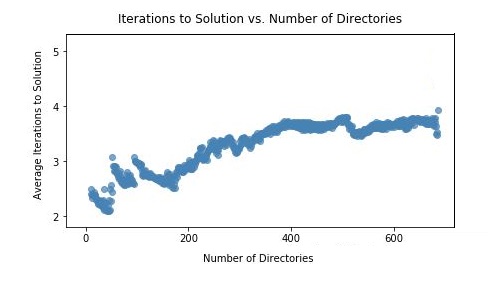 Iterations to Solution vs. Number of Directories
5
4
3
2
Average Iterations to Solution
0 200 400 600
Number of Directories